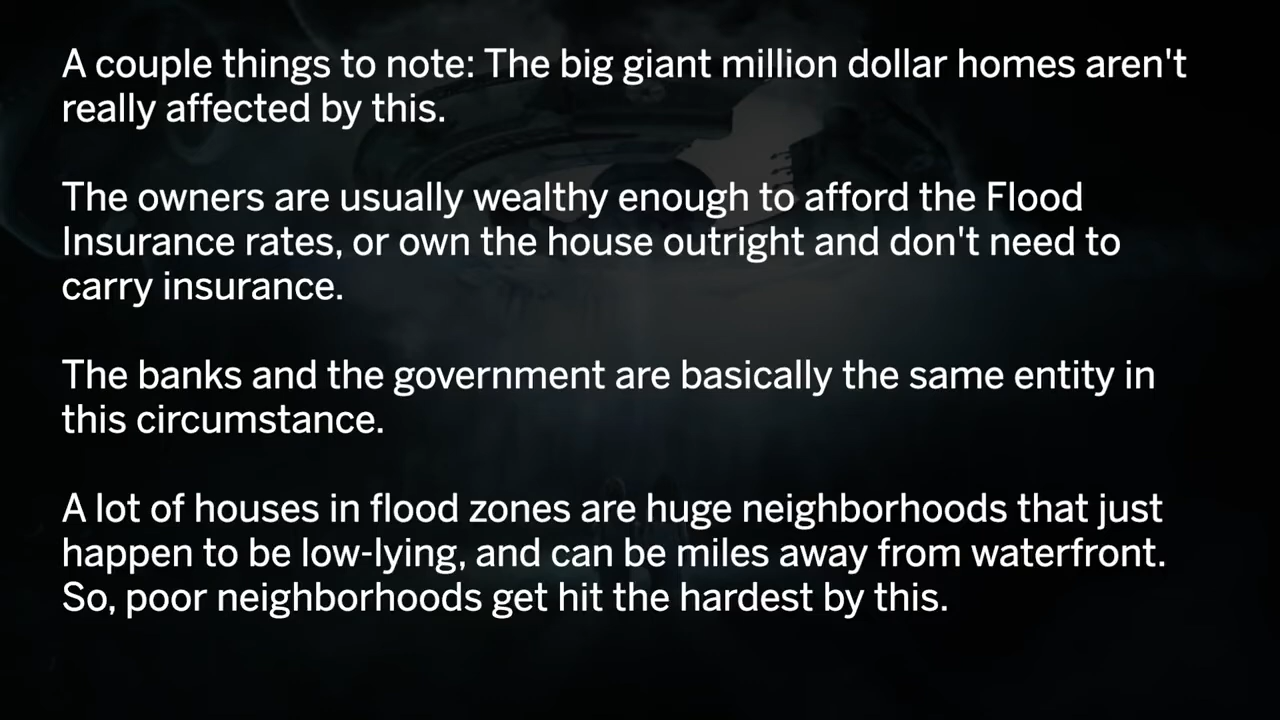 A couple things to note: The big giant million dollar homes aren't
really affected by this.
The owners are usually wealthy enough to afford the Flood
Insurance rates, or own the house outright and don't need to
carry insurance.
The banks and the government are basically the same entity in
this circumstance.
A lot of houses in flood zones are huge neighborhoods that just
happen to be low-lying, and can be miles away from waterfront.
So, poor neighborhoods get hit the hardest by this.